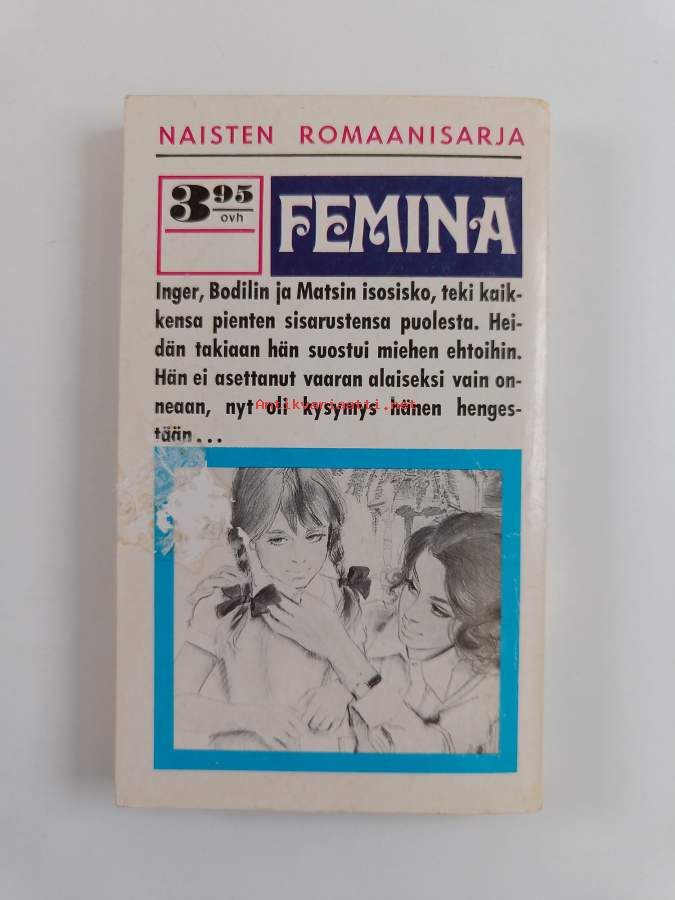 NAISTEN ROMAANISARJA
3 95
ovh
FEMINA
Inger, Bodilin ja Matsin isosisko, teki kaik-
kensa pienten sisarustensa puolesta. Hei-
dän takiaan hän suostui miehen ehtoihin.
Hän ei asettanut vaaran alaiseksi vain on-
neaan, nyt oli kysymys hänen henges-
tään...
Antikvariaatti.net